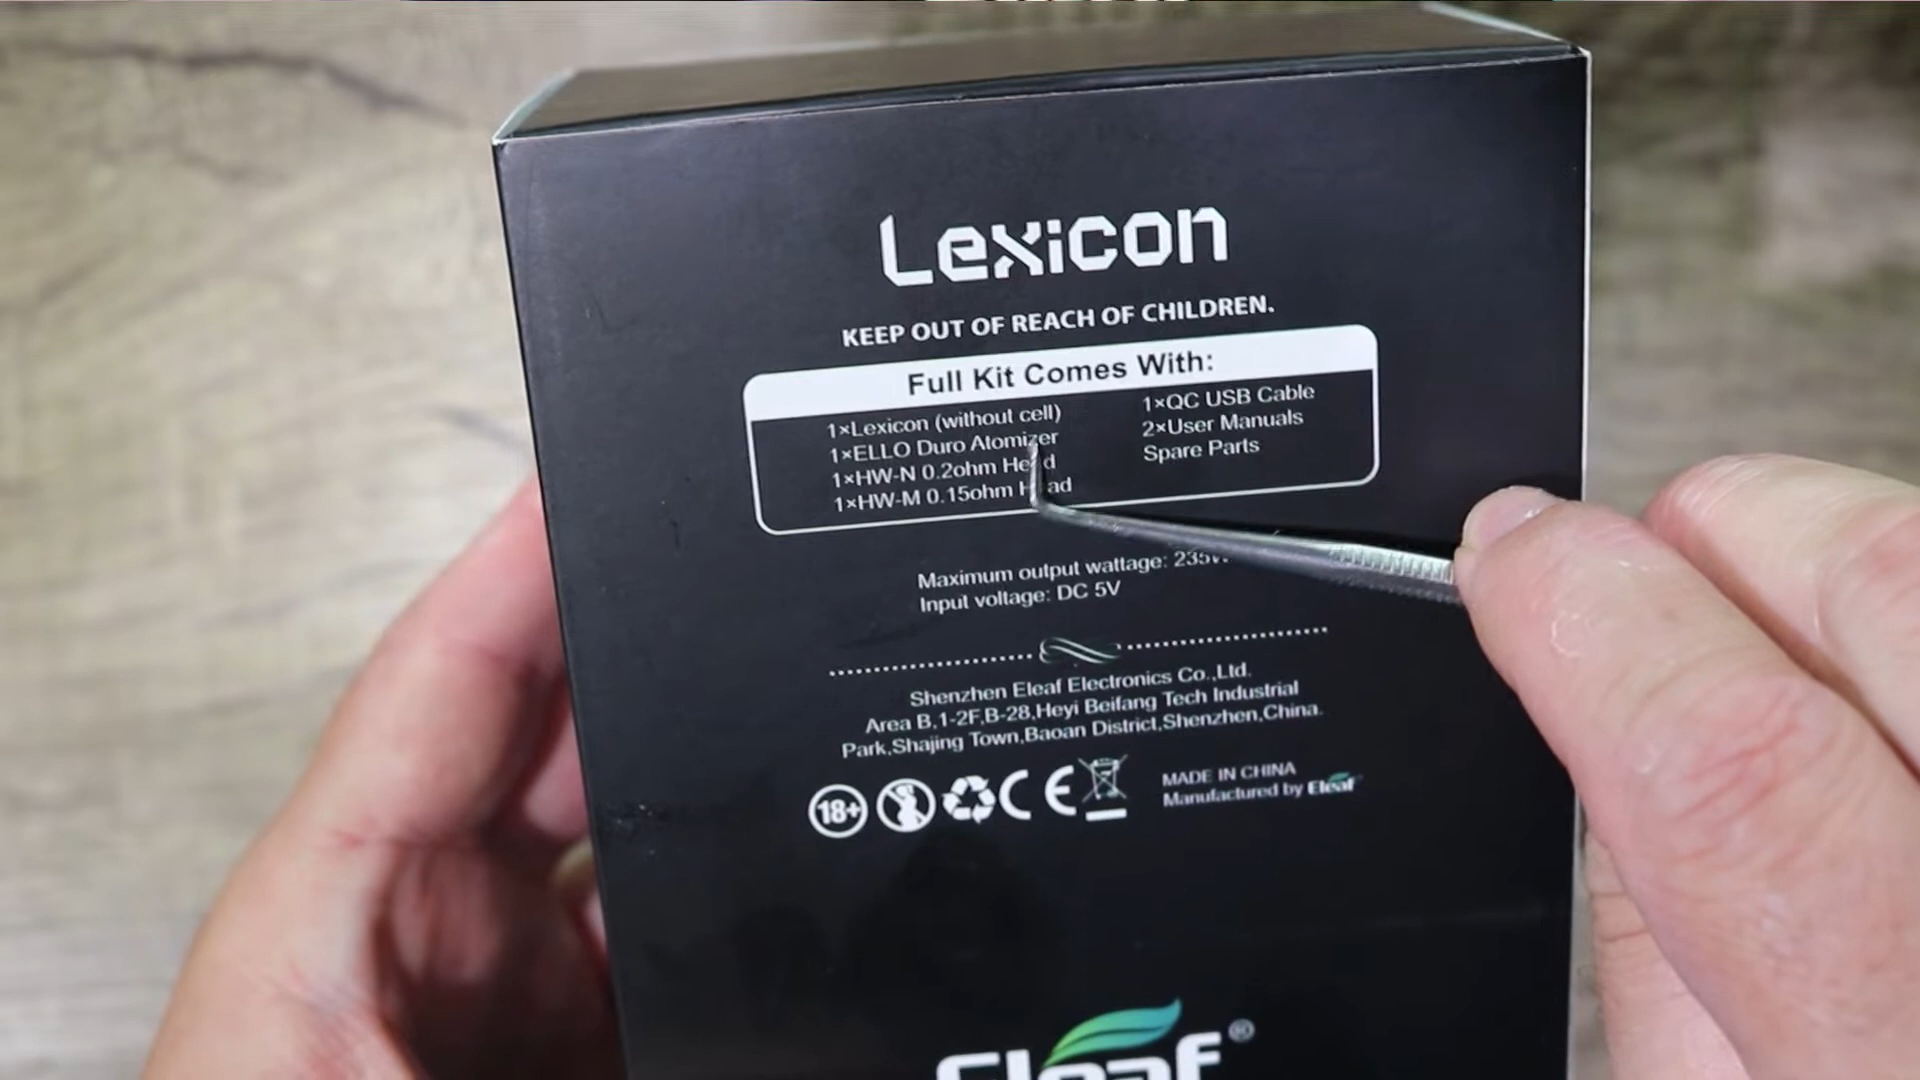 Lexicon
KEEP OUT OF REACH OF CHILDREN.
Full Kit Comes With:
1×Lexicon (without cell)
1×ELLO Duro Atomizer
1×HW-N 0.2ohm Head
1×HW-M 0.15ohm Head
1×QC USB Cable
2×User Manuals
Spare Parts
Maximum output wattage: 235W
Input voltage: DC 5V
Shenzhen Eleaf Electronics Co.,Ltd.
Area B,1-2F,B-28,Heyi Beifang Tech Industrial
Park,Shajing Town,Baoan District,Shenzhen,China.
18+ CE
MADE IN CHINA
Manufactured by Eleaf
Eleaf®